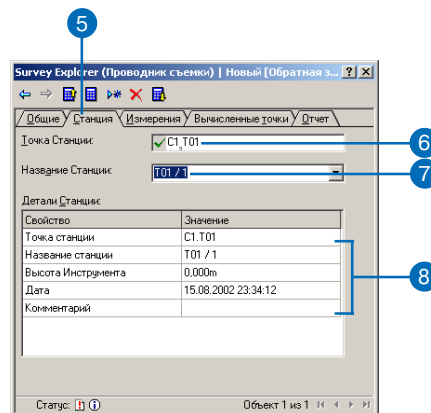 5
Survey Explorer (Проводник съемки) | Новый [Обратная з...
Общие Станция Измерения Вычисленные точки Отчет
Точка Станции: C1.T01 6
Название Станции: T01 / 1 7
Детали Станции:
Свойство Значение
Точка станции C1.T01
Название станции T01 / 1
Высота Инструмента 0,000m
8
Дата 15.08.2002 23:34:12
Комментарий
Статус: Объект 1 из 1